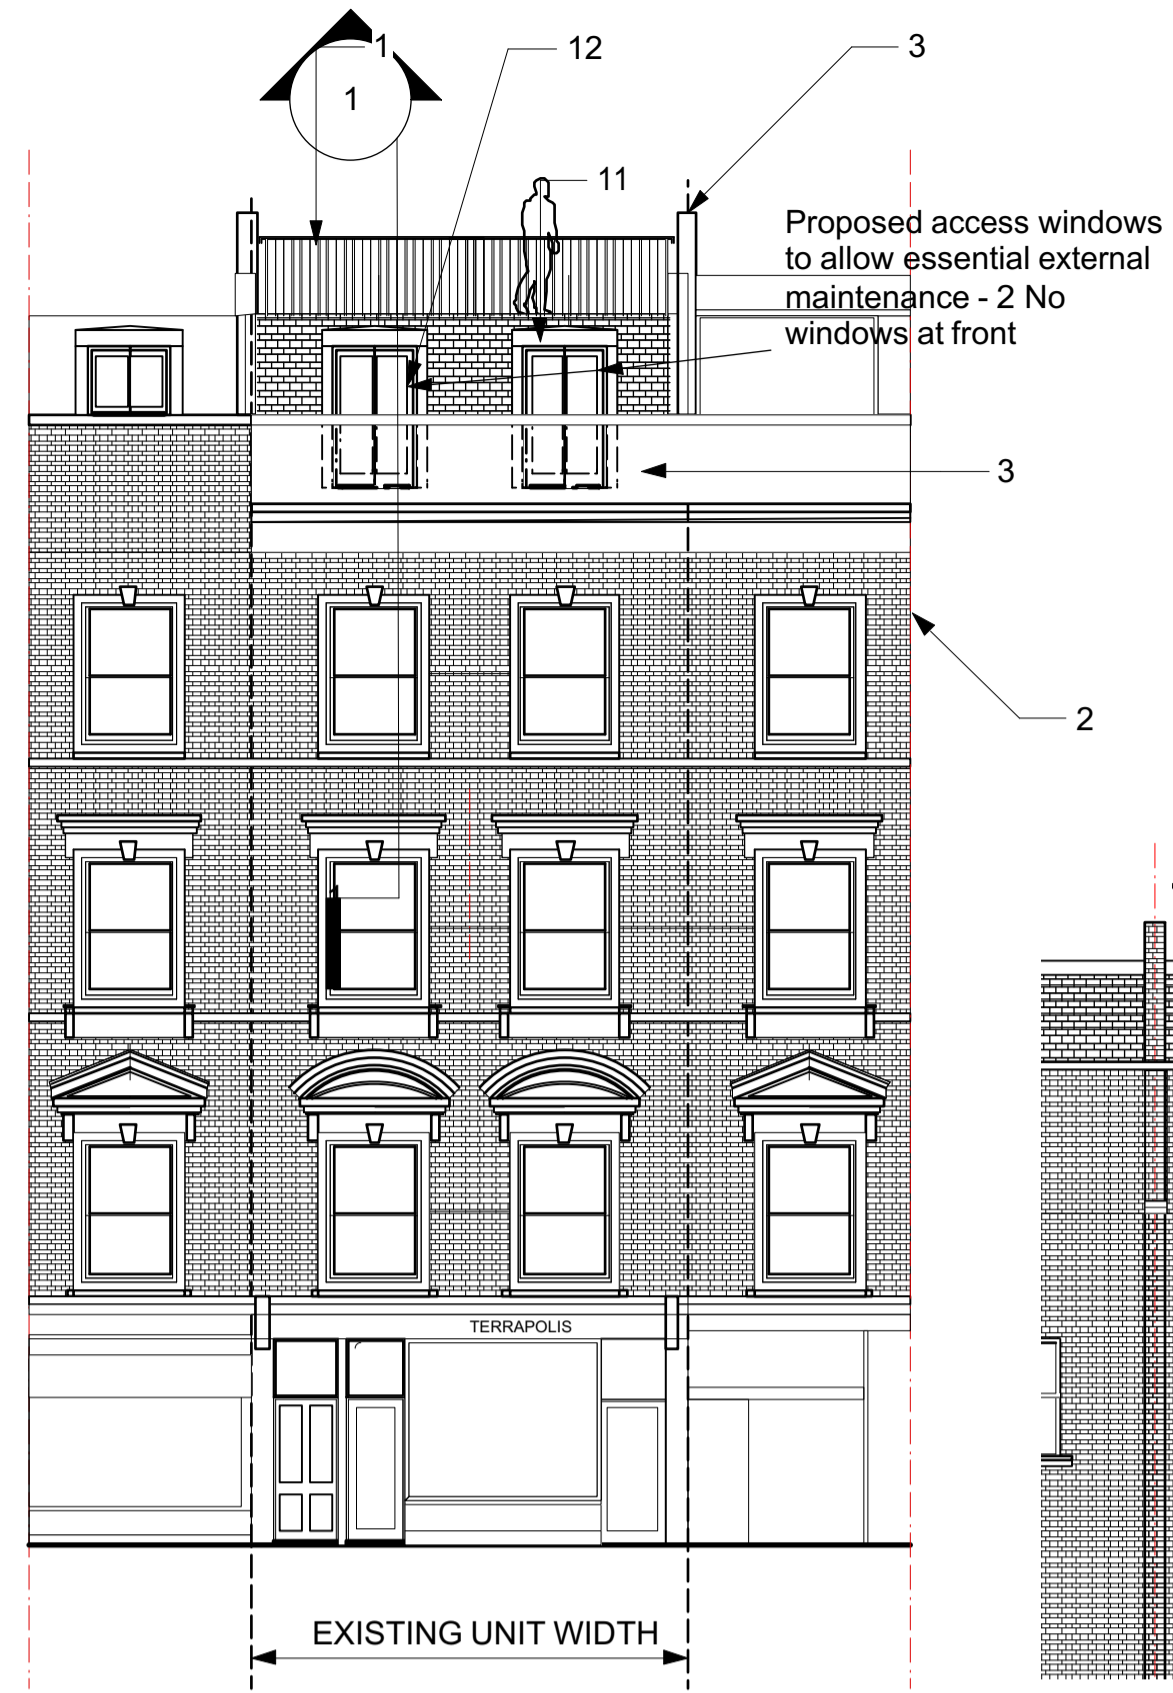 1
12
3
1
11
Proposed access windows
to allow essential external
maintenance - 2 No
windows at front
3
2
TERRAPOLIS
EXISTING UNIT WIDTH